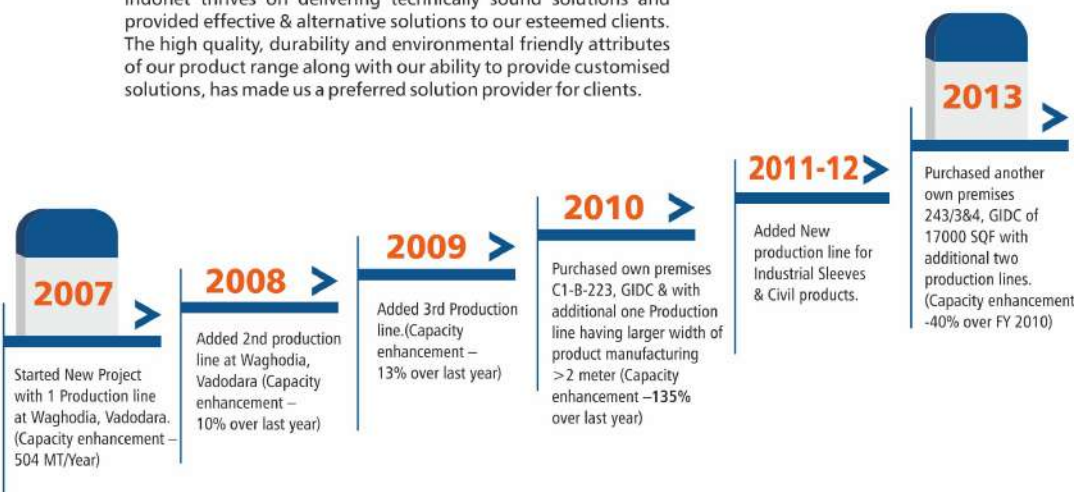 Indonet thrives on delivering technically sound solutions and
provided effective & alternative solutions to our esteemed clients.
The high quality, durability and environmental friendly attributes
of our product range along with our ability to provide customised
solutions, has made us a preferred solution provider for clients.
2007
Started New Project
with 1 Production line
at Waghodia, Vadodara.
(Capacity enhancement –
504 MT/Year)
2008
Added 2nd production
line at Waghodia,
Vadodara (Capacity
enhancement –
10% over last year)
2009
Added 3rd Production
line.(Capacity
enhancement –
13% over last year)
2010
Purchased own premises
C1-B-223, GIDC & with
additional one Production
line having larger width of
product manufacturing
>2 meter (Capacity
enhancement –135%
over last year)
2011-12
Added New
production line for
Industrial Sleeves
& Civil products.
2013
Purchased another
own premises
243/3&4, GIDC of
17000 SQF with
additional two
production lines.
(Capacity enhancement
-40% over FY 2010)